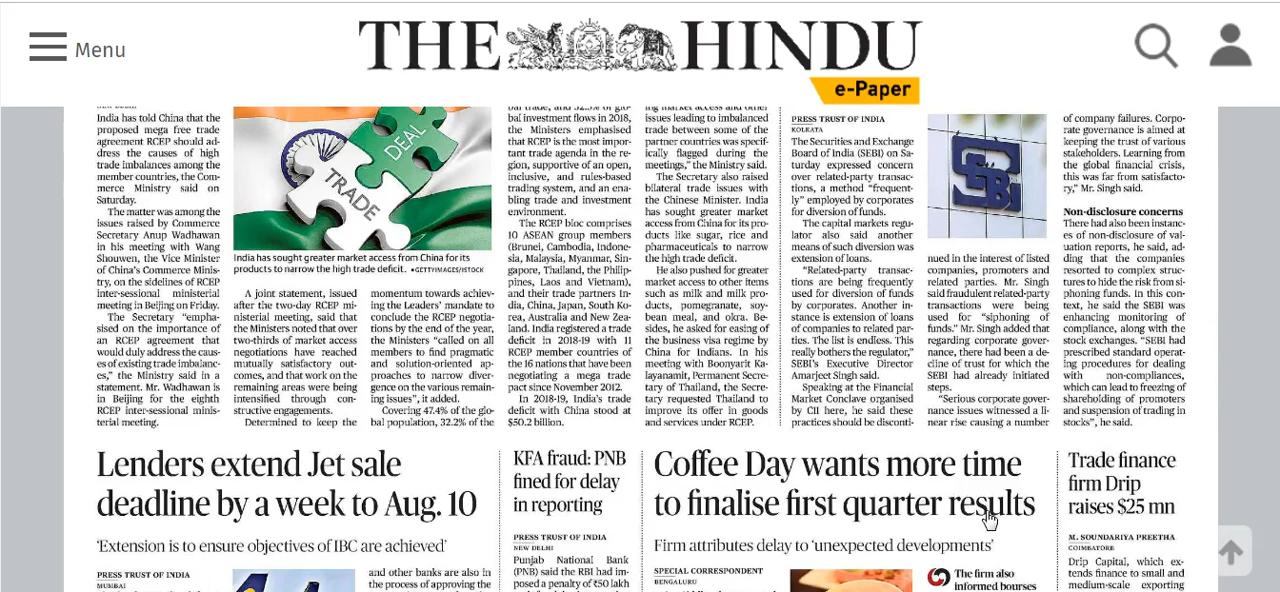 Menu
THE HINDU
e-Paper
India has told China that the
proposed mega free trade
agreement RCEP should ad-
dress the causes of high
trade imbalances among the
member countries, the Com-
merce Ministry said on
Saturday.
The matter was among the
issues raised by Commerce
Secretary Anup Wadhawan
in his meeting with Wang
Shouwen, the Vice Minister
of China's Commerce Minis-
try, on the sidelines of RCEP
inter-sessional ministerial
meeting in Beijing on Friday.
The Secretary "empha-
sised on the importance of
an RCEP agreement that
would duly address the caus-
es of existing trade imbalanc-
es," the Ministry said in a
statement. Mr. Wadhawan is
in Beijing for the eighth
RCEP inter-sessional minis-
terial meeting.
TRADE
DEAL
India has sought greater market access from China for its
products to narrow the high trade deficit. •GETTYIMAGES/ISTOCK
A joint statement, issued
after the two-day RCEP mi-
nisterial meeting, said that
the Ministers noted that over
two-thirds of market access
negotiations have reached
mutually satisfactory out-
comes, and that work on the
remaining areas were being
intensified through con-
structive engagements.
Determined to keep the
momentum towards achiev-
ing the Leaders' mandate to
conclude the RCEP negotia-
tions by the end of the year,
the Ministers "called on all
members to find pragmatic
and solution-oriented ap-
proaches to narrow diver-
gence on the various remain-
ing issues", it added.
Covering 47.4% of the glo-
bal population, 32.2% of the
bal trade, and 32.5% of glo-
bal investment flows in 2018,
the Ministers emphasised
that RCEP is the most impor-
tant trade agenda in the re-
gion, supportive of an open,
inclusive, and rules-based
trading system, and an ena-
bling trade and investment
environment.
The RCEP bloc comprises
10 ASEAN group members
(Brunei, Cambodia, Indone-
sia, Malaysia, Myanmar, Sin-
gapore, Thailand, the Philip-
pines, Laos and Vietnam),
and their trade partners In-
dia, China, Japan, South Ko-
rea, Australia and New Zea-
land. India registered a trade
deficit in 2018-19 with 11
RCEP member countries of
the 16 nations that have been
negotiating a mega trade
pact since November 2012.
In 2018-19, India's trade
deficit with China stood at
$50.2 billion.
ing market access and other
issues leading to imbalanced
trade between some of the
partner countries was specif-
ically flagged during the
meetings," the Ministry said.
The Secretary also raised
bilateral trade issues with
the Chinese Minister. India
has sought greater market
access from China for its pro-
ducts like sugar, rice and
pharmaceuticals to narrow
the high trade deficit.
He also pushed for greater
market access to other items
such as milk and milk pro-
ducts, pomegranate, soy-
bean meal, and okra. Be-
sides, he asked for easing of
the business visa regime by
China for Indians. In his
meeting with Boonyarit Ka-
layanamit, Permanent Secre-
tary of Thailand, the Secre-
tary requested Thailand to
improve its offer in goods
and services under RCEP.
PRESS TRUST OF INDIA
KOLKATA
The Securities and Exchange
Board of India (SEBI) on Sa-
turday expressed concern
over related-party transac-
tions, a method "frequent-
ly" employed by corporates
for diversion of funds.
The capital markets regu-
lator also said another
means of such diversion was
extension of loans.
"Related-party transac-
tions are being frequently
used for diversion of funds
by corporates. Another in-
stance is extension of loans
of companies to related par-
ties. The list is endless. This
really bothers the regulator,"
SEBI's Executive Director
Amarjeet Singh said.
Speaking at the Financial
Market Conclave organised
by CII here, he said these
practices should be disconti-
SEBI
nued in the interest of listed
companies, promoters and
related parties. Mr. Singh
said fraudulent related-party
transactions were being
used for "siphoning of
funds." Mr. Singh added that
regarding corporate gover-
nance, there had been a de-
cline of trust for which the
SEBI had already initiated
steps.
"Serious corporate gover-
nance issues witnessed a li-
near rise causing a number
of company failures. Corpo-
rate governance is aimed at
keeping the trust of various
stakeholders. Learning from
the global financial crisis,
this was far from satisfacto-
ry," Mr. Singh said.
Non-disclosure concerns
There had also been instanc-
es of non-disclosure of val-
uation reports, he said, ad-
ding that the companies
resorted to complex struc-
tures to hide the risk from si-
phoning funds. In this con-
text, he said the SEBI was
enhancing monitoring of
compliance, along with the
stock exchanges. "SEBI had
prescribed standard operat-
ing procedures for dealing
with non-compliances,
which can lead to freezing of
shareholding of promoters
and suspension of trading in
stocks", he said.
Lenders extend Jet sale
deadline by a week to Aug. 10
'Extension is to ensure objectives of IBC are achieved'
PRESS TRUST OF INDIA
MUMBAI
and other banks are also in
the process of approving the
KFA fraud: PNB
fined for delay
in reporting
PRESS TRUST OF INDIA
NEW DELHI
Punjab National Bank
(PNB) said the RBI had im-
posed a penalty of ₹50 lakh
Coffee Day wants more time
to finalise first quarter results
Firm attributes delay to 'unexpected developments'
SPECIAL CORRESPONDENT
BENGALURU
The firm also
informed bourses
Trade finance
firm Drip
raises $25 mn
M. SOUNDARIYA PREETHA
COIMBATORE
Drip Capital, which ex-
tends finance to small and
medium-scale exporting